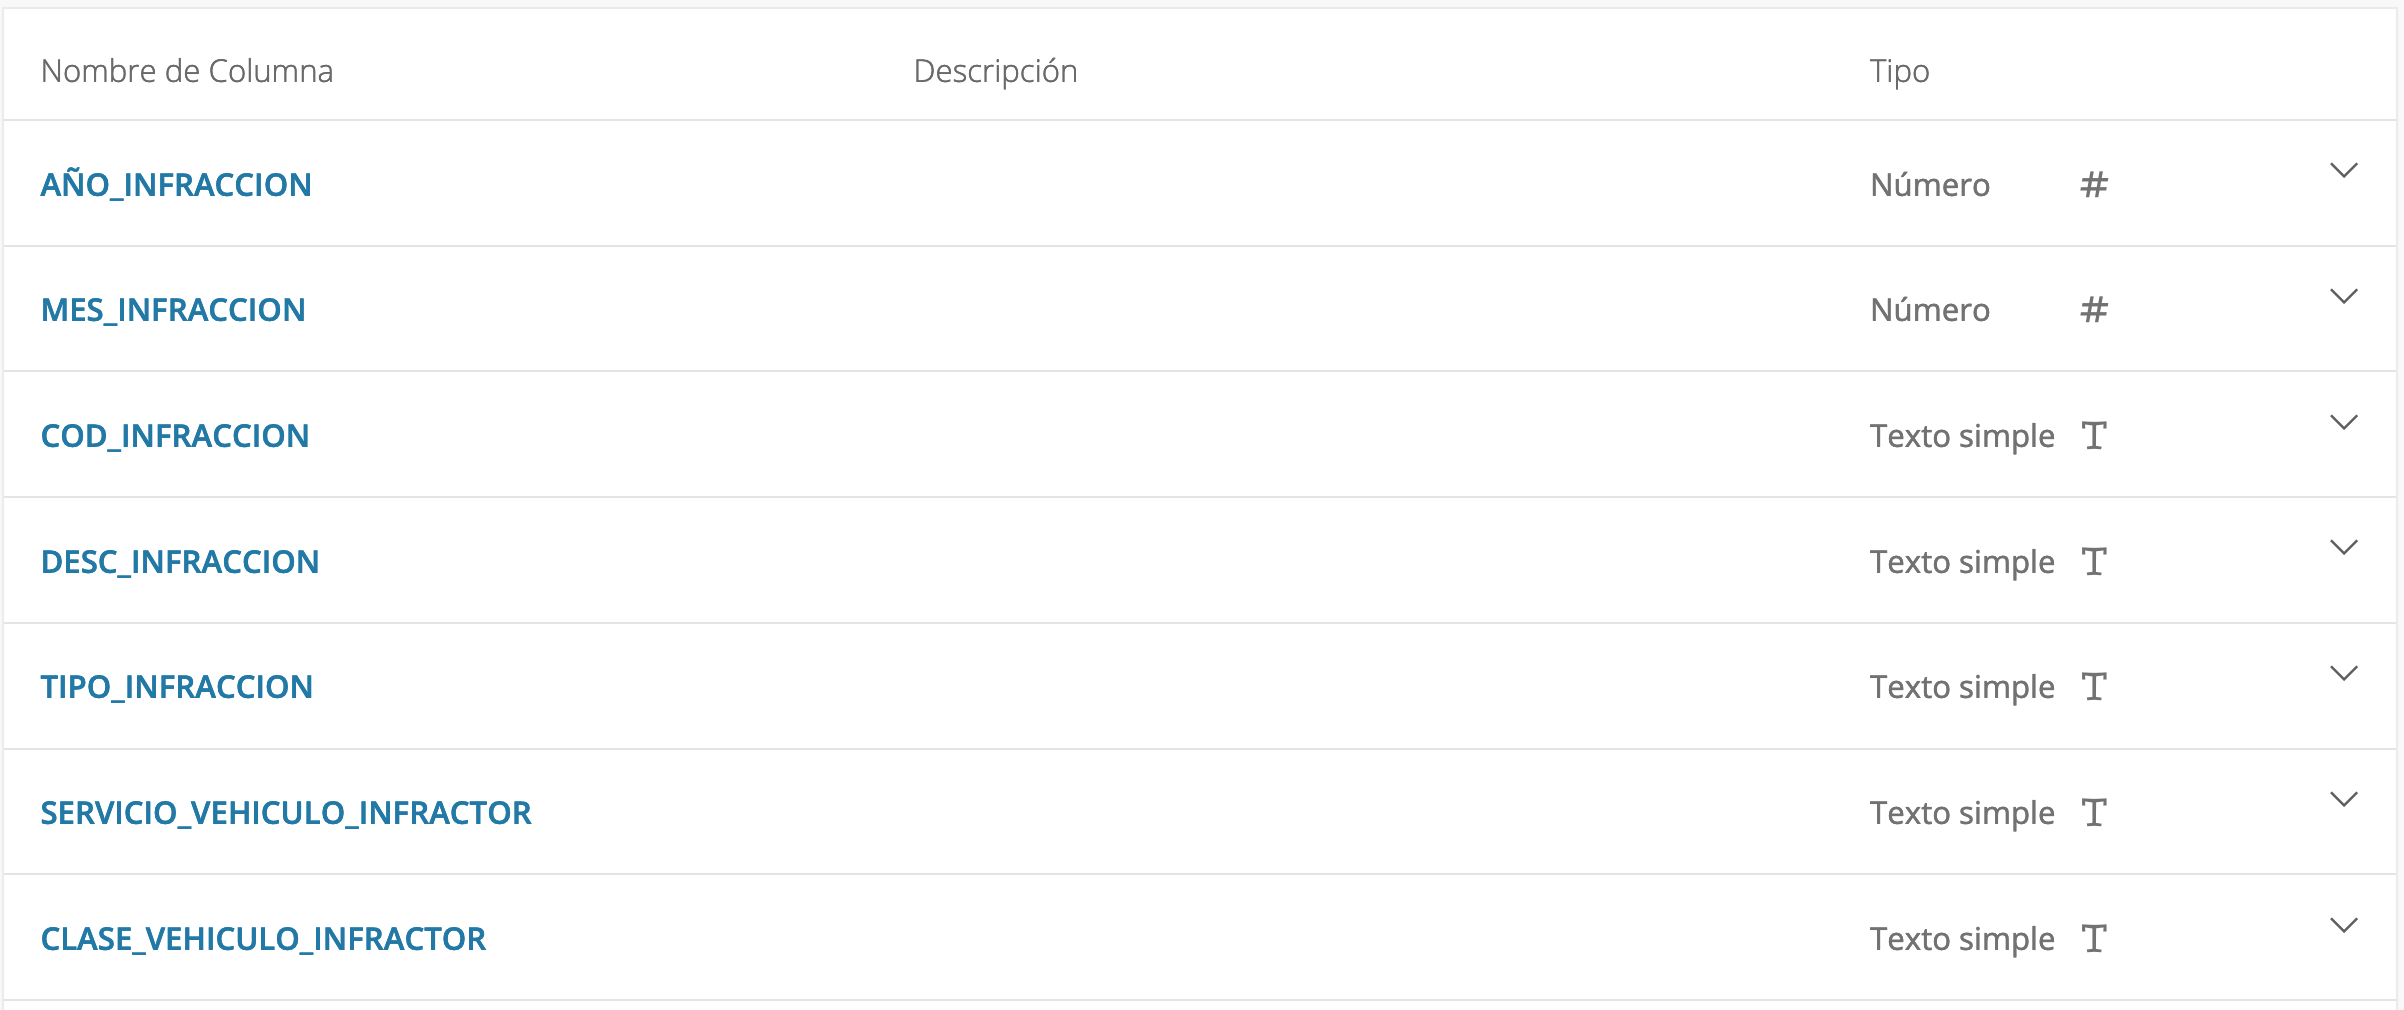 Nombre de Columna Descripción Tipo
AÑO_INFRACCION Número #
MES_INFRACCION Número #
COD_INFRACCION Texto simple T
DESC_INFRACCION Texto simple T
TIPO_INFRACCION Texto simple T
SERVICIO_VEHICULO_INFRACTOR Texto simple T
CLASE_VEHICULO_INFRACTOR Texto simple T